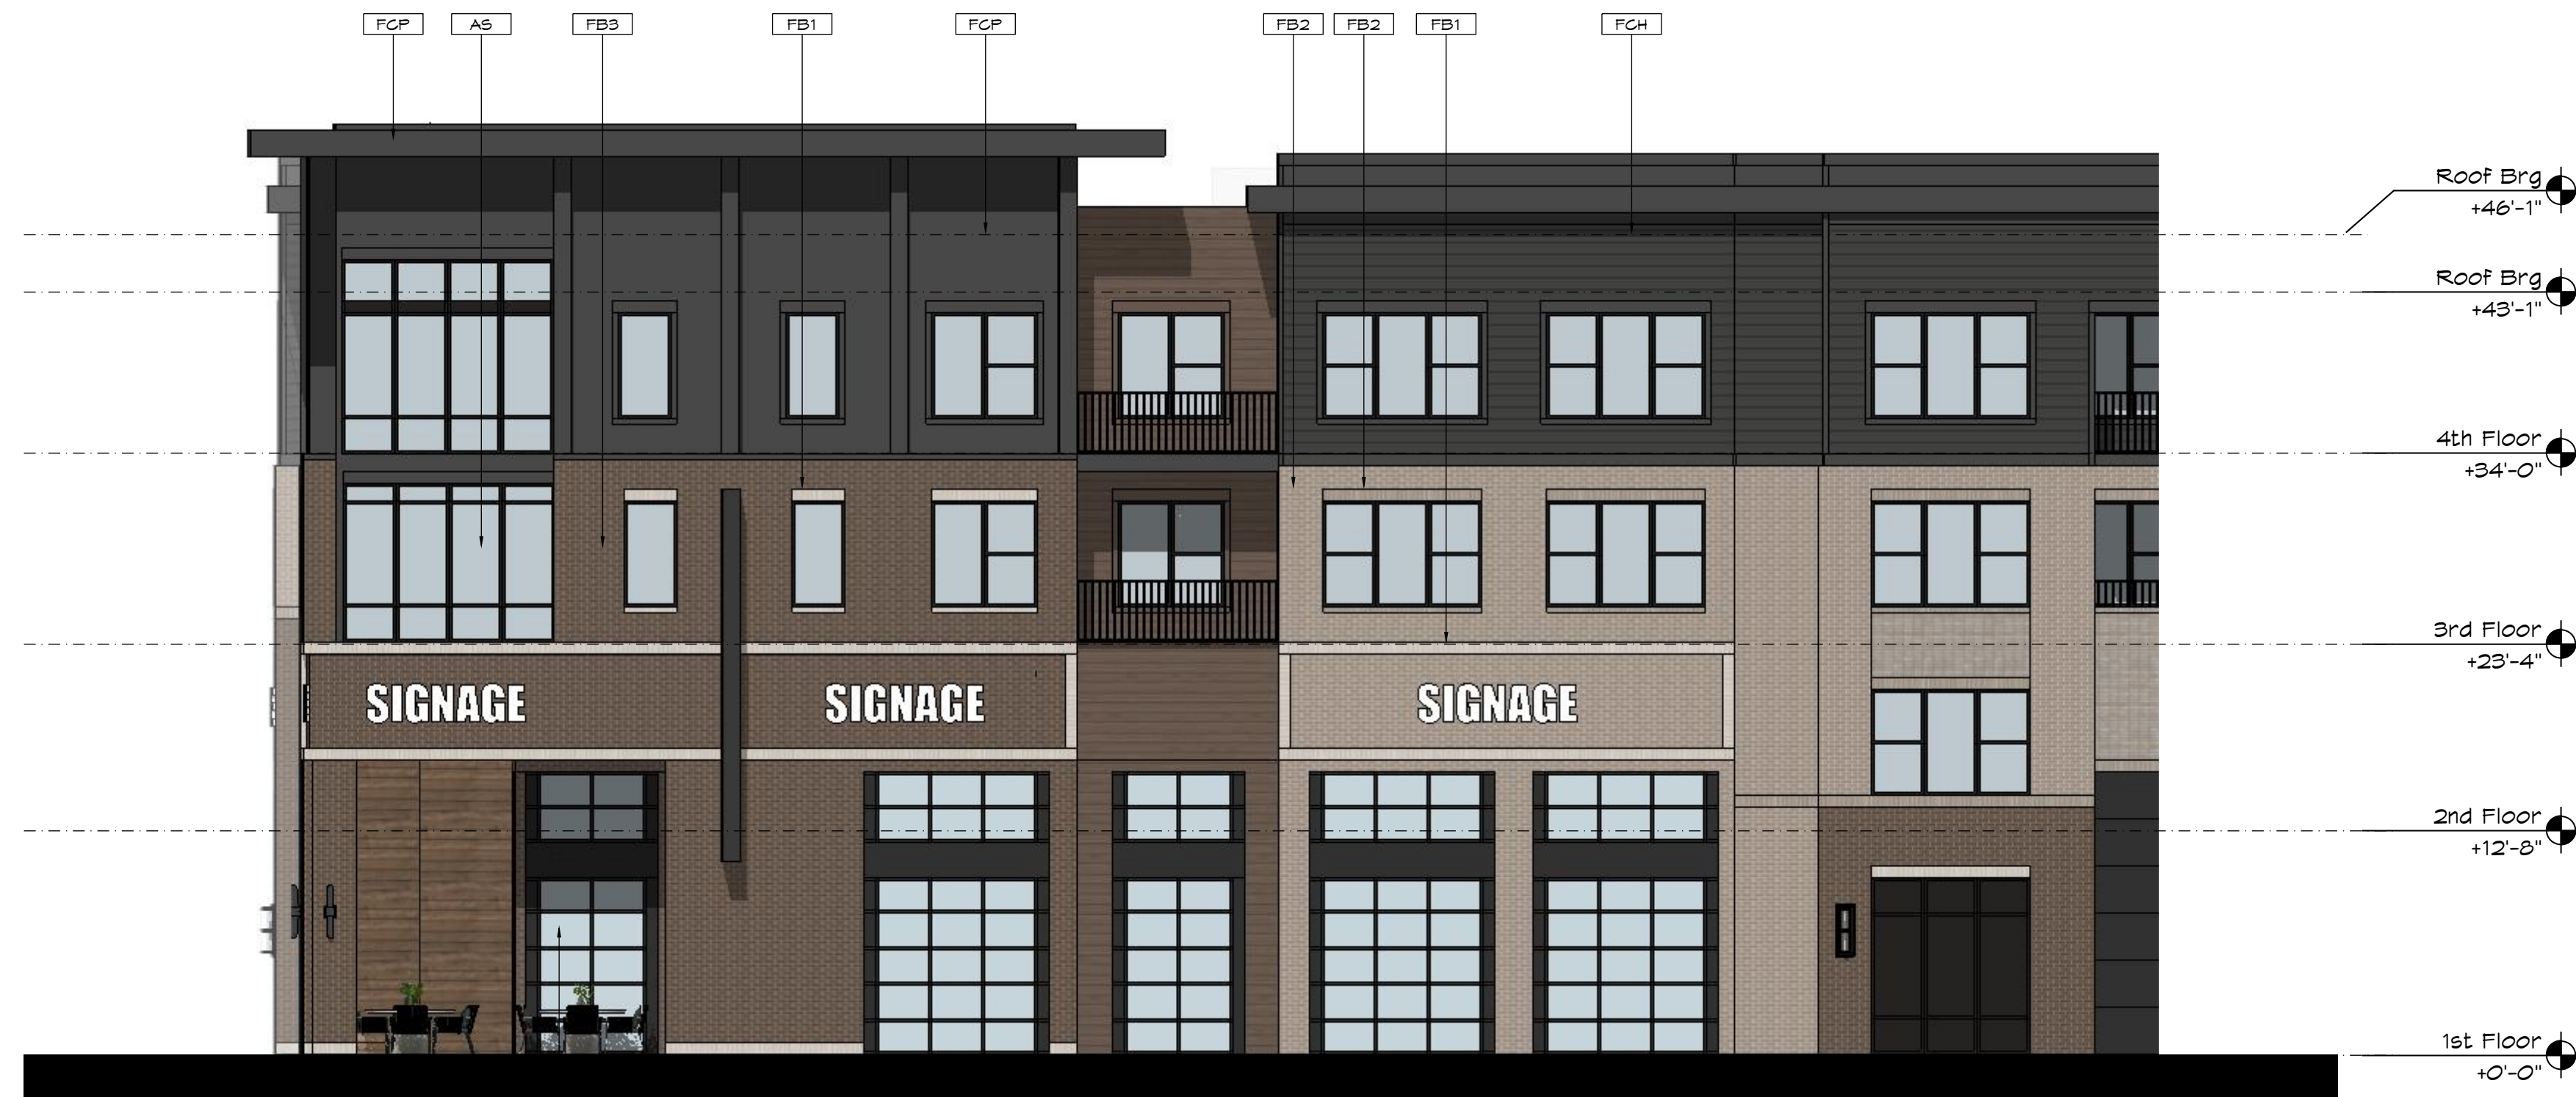 FCP
AS
FB3
FB1
FCP
FB2
FB2
FB1
FCH
Roof Brg
+46'-1"
Roof Brg
+43'-1"
4th Floor
+34'-0"
3rd Floor
+23'-4"
SIGNAGE
SIGNAGE
SIGNAGE
2nd Floor
+12'-8"
1st Floor
+0'-0"